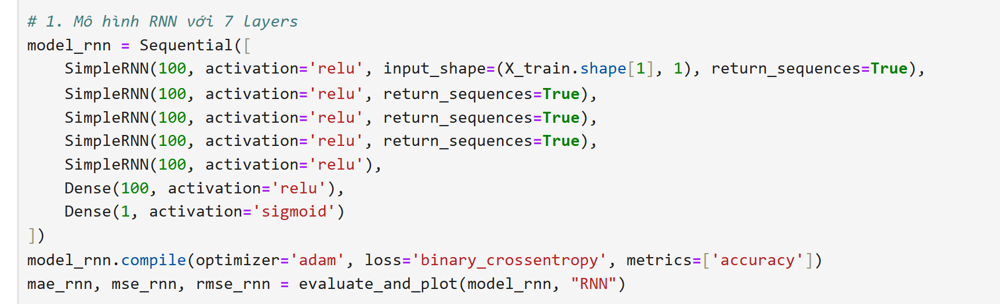 # 1. Mô hình RNN với 7 layers
model_rnn = Sequential([
    SimpleRNN(100, activation='relu', input_shape=(X_train.shape[1], 1), return_sequences=True),
    SimpleRNN(100, activation='relu', return_sequences=True),
    SimpleRNN(100, activation='relu', return_sequences=True),
    SimpleRNN(100, activation='relu', return_sequences=True),
    SimpleRNN(100, activation='relu'),
    Dense(100, activation='relu'),
    Dense(1, activation='sigmoid')
])
model_rnn.compile(optimizer='adam', loss='binary_crossentropy', metrics=['accuracy'])
mae_rnn, mse_rnn, rmse_rnn = evaluate_and_plot(model_rnn, "RNN")